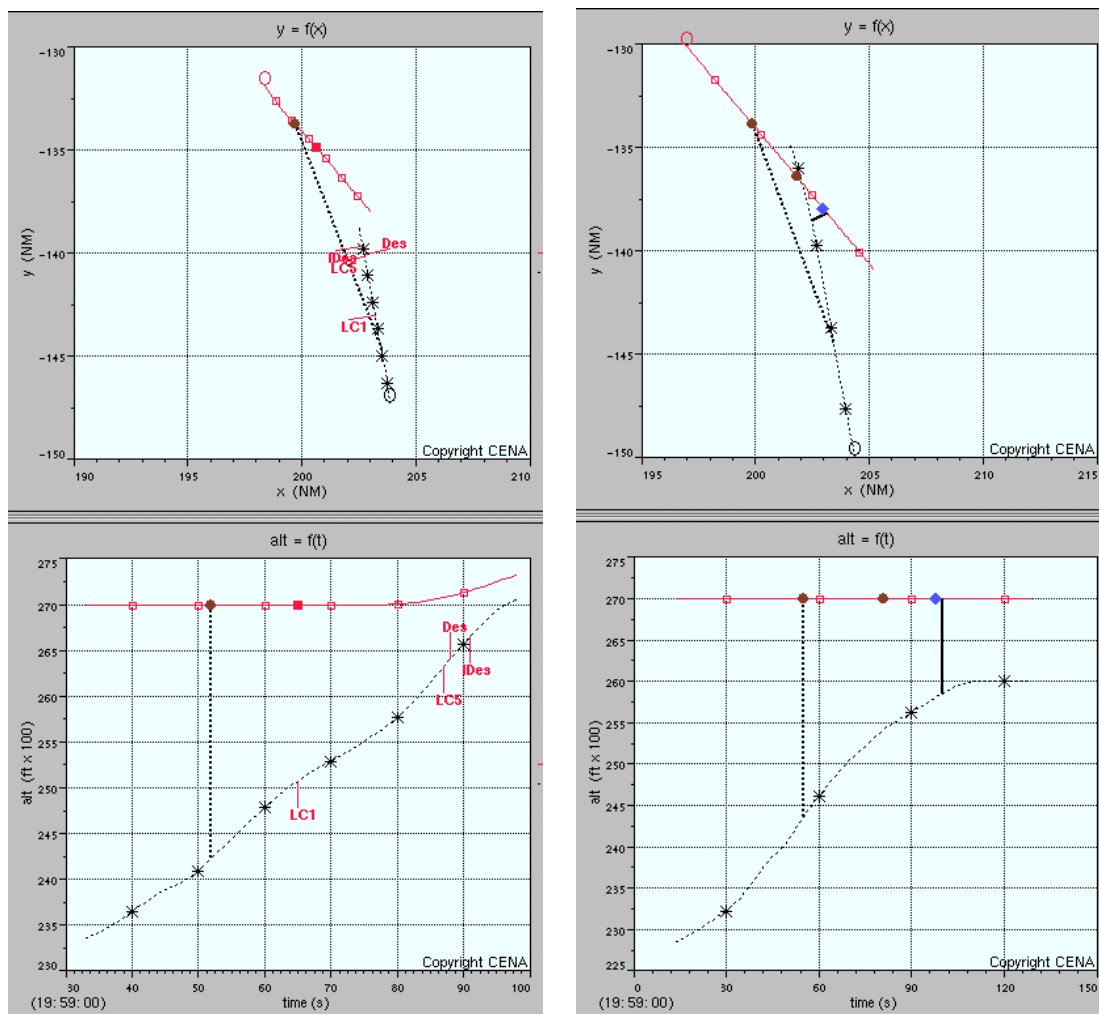 y = f(x)
-130
-135
-140
-145
-150
y (NM)
Des
IDes
LC5
LC1
Copyright CENA
190 195 200 205 210
x (NM)
alt = f(t)
275
270
265
260
255
250
245
240
235
230
alt (ft x 100)
Des
IDes
LC5
LC1
Copyright CENA
30 40 50 60 70 80 90 100
(19:59:00)
time (s)
y = f(x)
-130
-135
-140
-145
-150
y (NM)
Copyright CENA
195 200 205 210 215
x (NM)
alt = f(t)
275
270
265
260
255
250
245
240
235
230
225
alt (ft x 100)
Copyright CENA
0 30 60 90 120 150
(19:59:00)
time (s)